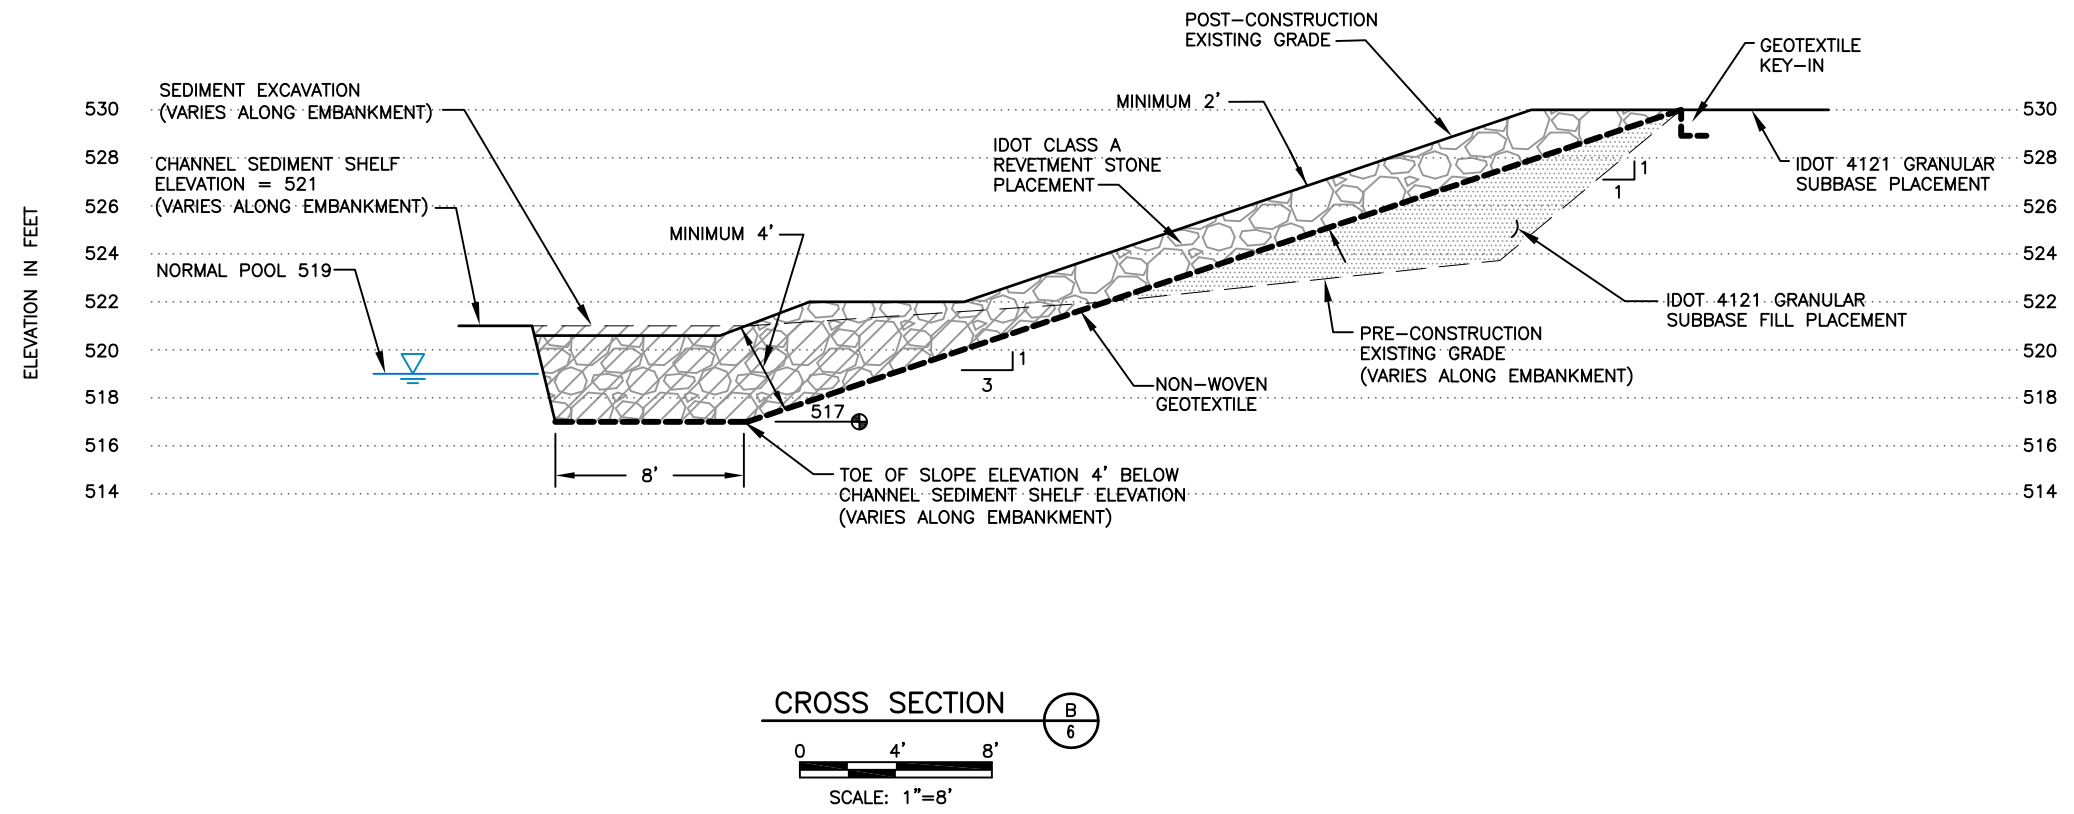 POST-CONSTRUCTION
EXISTING GRADE
GEOTEXTILE
KEY-IN
SEDIMENT EXCAVATION
(VARIES ALONG EMBANKMENT)
MINIMUM 2'
530
530
IDOT CLASS A
REVETMENT STONE
PLACEMENT
CHANNEL SEDIMENT SHELF
ELEVATION = 521
(VARIES ALONG EMBANKMENT)
528
528
1
1
IDOT 4121 GRANULAR
SUBBASE PLACEMENT
526
526
ELEVATION IN FEET
MINIMUM 4'
524
524
NORMAL POOL 519
522
522
IDOT 4121 GRANULAR
SUBBASE FILL PLACEMENT
PRE-CONSTRUCTION
EXISTING GRADE
(VARIES ALONG EMBANKMENT)
520
520
1
3
NON-WOVEN
GEOTEXTILE
518
518
517
516
516
8'
TOE OF SLOPE ELEVATION 4' BELOW
CHANNEL SEDIMENT SHELF ELEVATION
(VARIES ALONG EMBANKMENT)
514
514
CROSS SECTION
B
6
0 4' 8'
SCALE: 1"=8'